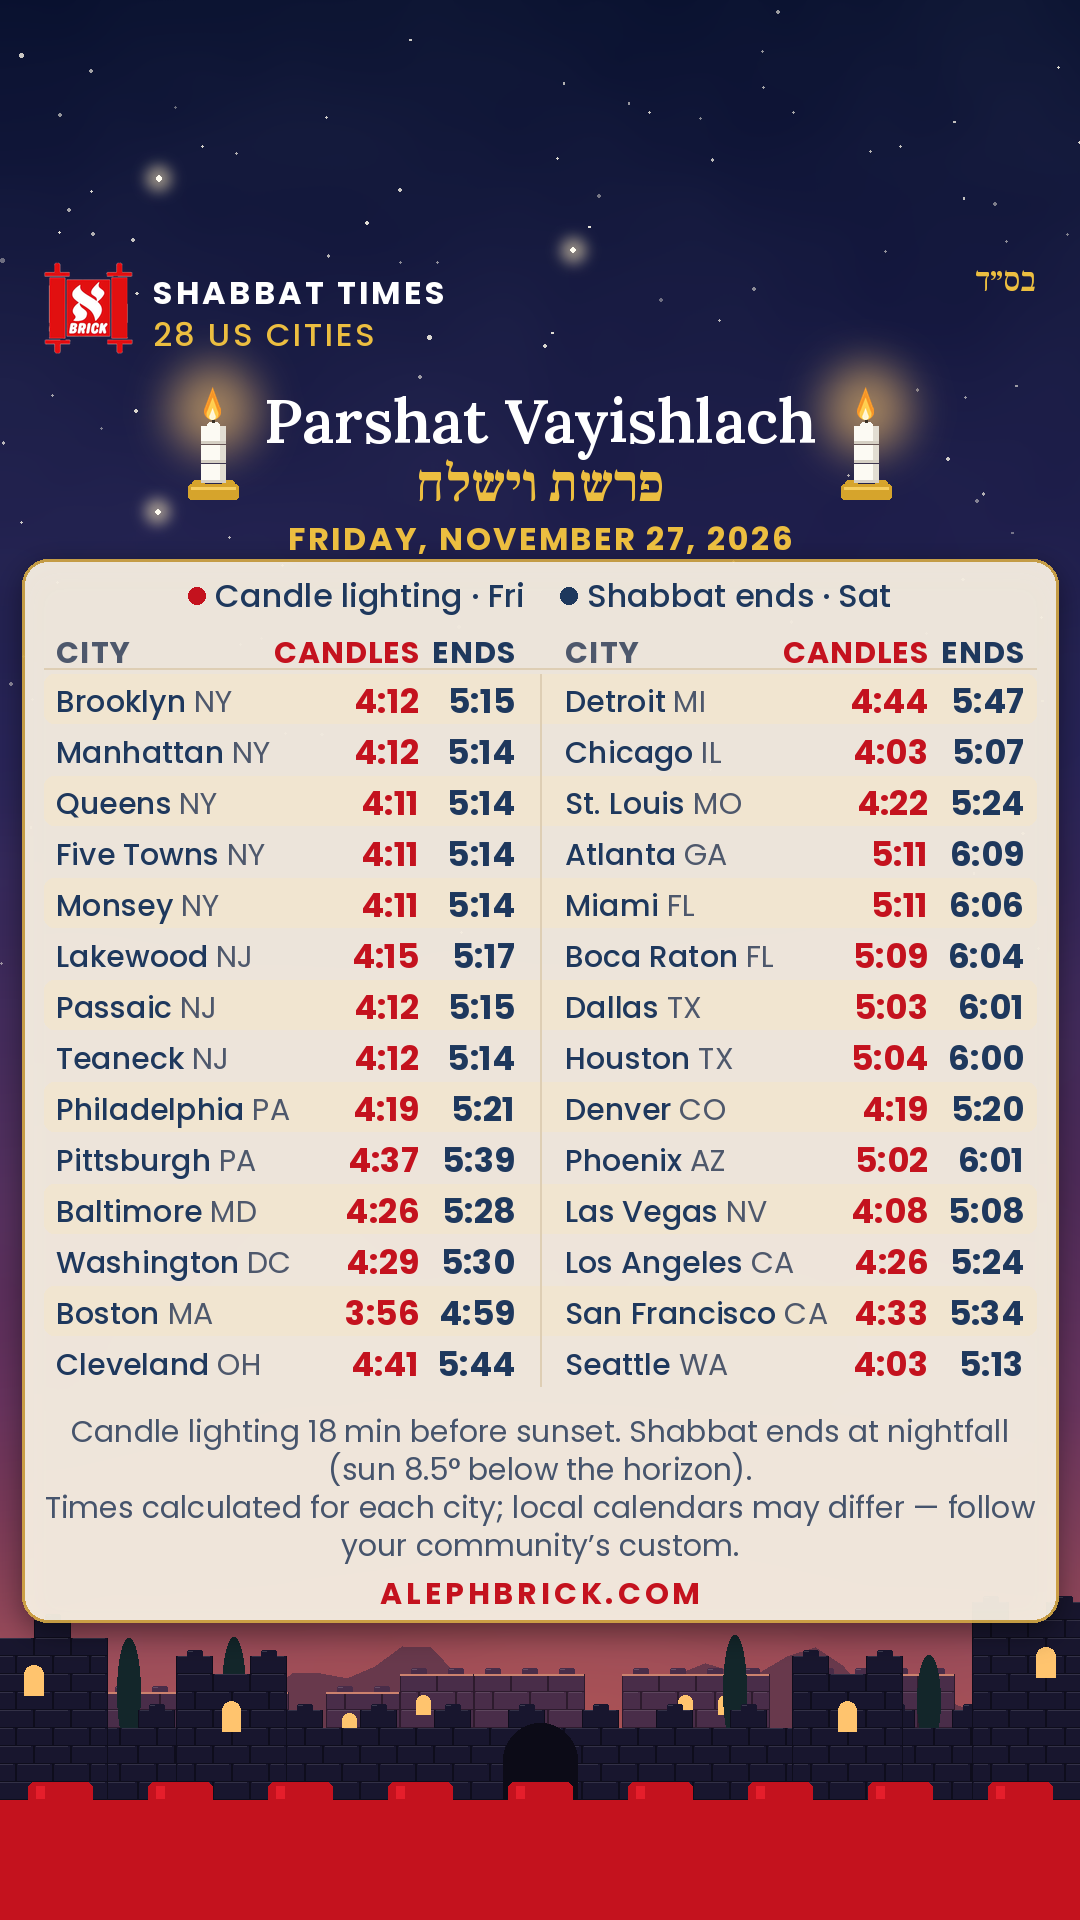 א
BRICK
SHABBAT TIMES
28 US CITIES
בס״ד
Parshat Vayishlach
פרשת וישלח
FRIDAY, NOVEMBER 27, 2026
Candle lighting · Fri Shabbat ends · Sat
CITY CANDLES ENDS CITY CANDLES ENDS
Brooklyn NY 4:12 5:15 Detroit MI 4:44 5:47
Manhattan NY 4:12 5:14 Chicago IL 4:03 5:07
Queens NY 4:11 5:14 St. Louis MO 4:22 5:24
Five Towns NY 4:11 5:14 Atlanta GA 5:11 6:09
Monsey NY 4:11 5:14 Miami FL 5:11 6:06
Lakewood NJ 4:15 5:17 Boca Raton FL 5:09 6:04
Passaic NJ 4:12 5:15 Dallas TX 5:03 6:01
Teaneck NJ 4:12 5:14 Houston TX 5:04 6:00
Philadelphia PA 4:19 5:21 Denver CO 4:19 5:20
Pittsburgh PA 4:37 5:39 Phoenix AZ 5:02 6:01
Baltimore MD 4:26 5:28 Las Vegas NV 4:08 5:08
Washington DC 4:29 5:30 Los Angeles CA 4:26 5:24
Boston MA 3:56 4:59 San Francisco CA 4:33 5:34
Cleveland OH 4:41 5:44 Seattle WA 4:03 5:13
Candle lighting 18 min before sunset. Shabbat ends at nightfall
(sun 8.5° below the horizon).
Times calculated for each city; local calendars may differ — follow
your community’s custom.
ALEPHBRICK.COM